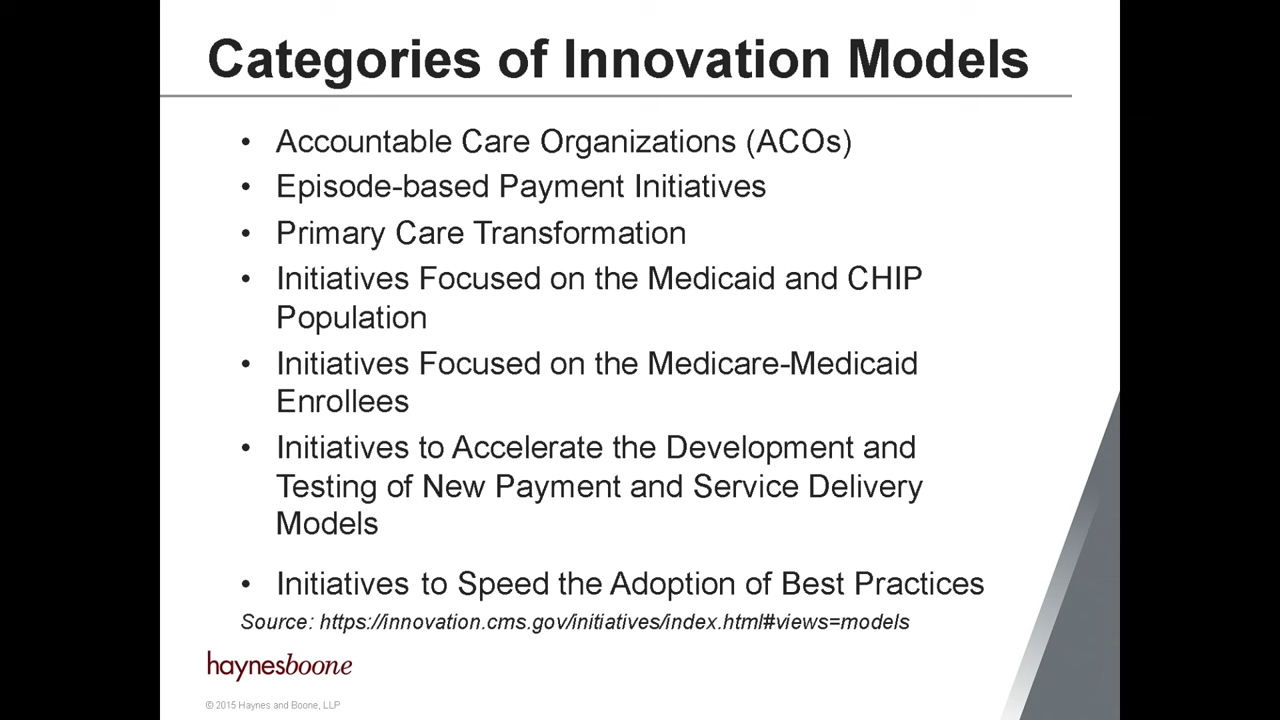 Categories of Innovation Models
• Accountable Care Organizations (ACOs)
• Episode-based Payment Initiatives
• Primary Care Transformation
• Initiatives Focused on the Medicaid and CHIP
Population
• Initiatives Focused on the Medicare-Medicaid
Enrollees
• Initiatives to Accelerate the Development and
Testing of New Payment and Service Delivery
Models
• Initiatives to Speed the Adoption of Best Practices
Source: https://innovation.cms.gov/initiatives/index.html#views=models
haynesboone
© 2015 Haynes and Boone, LLP